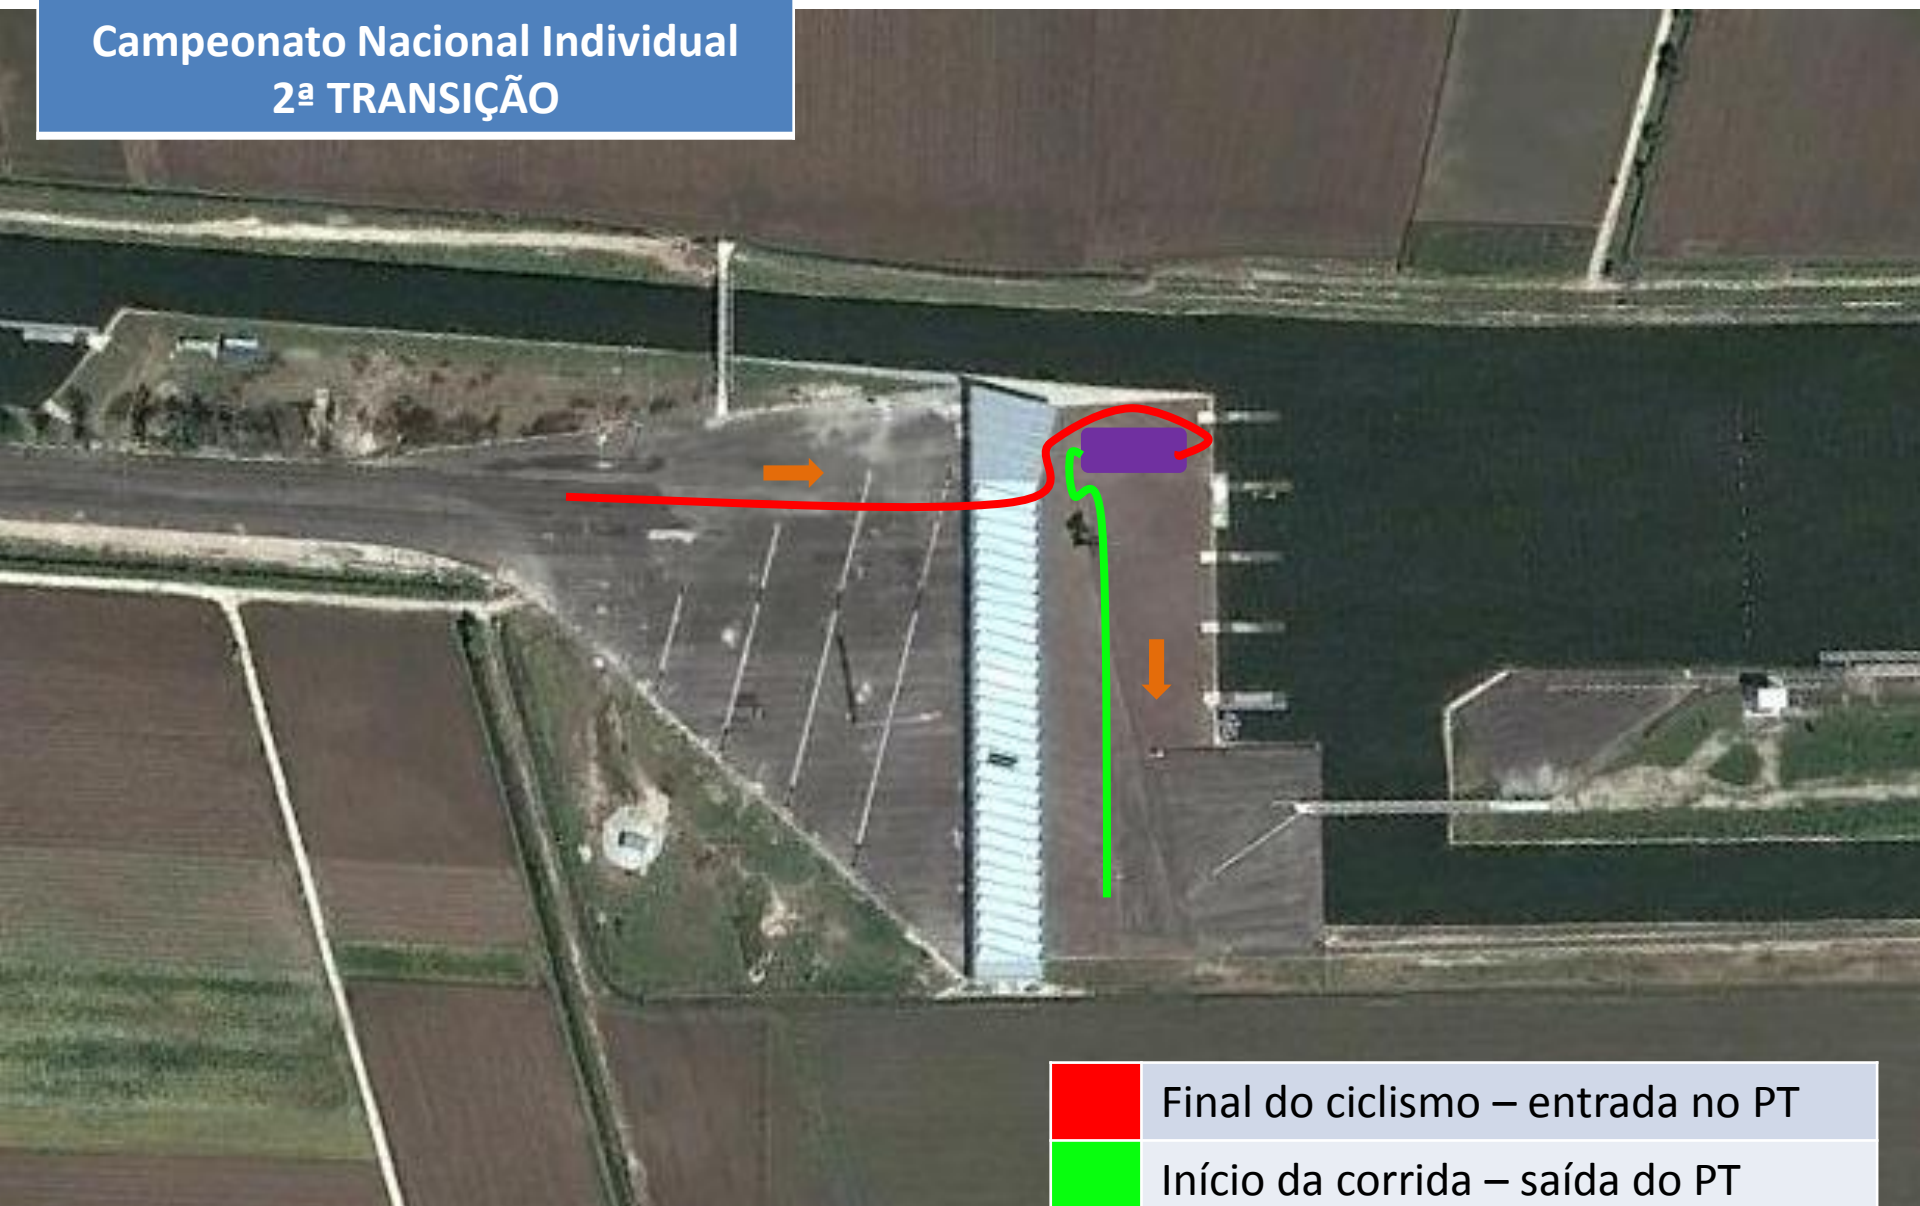 Campeonato Nacional Individual
2ª TRANSIÇÃO
Final do ciclismo – entrada no PT
Início da corrida – saída do PT